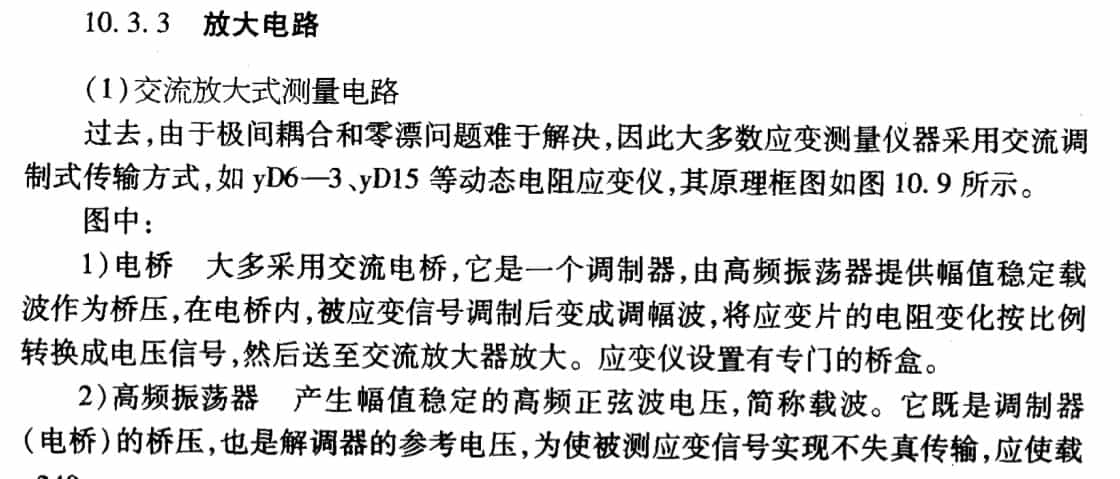 10.3.3 放大电路
(1)交流放大式测量电路
过去,由于极间耦合和零漂问题难于解决,因此大多数应变测量仪器采用交流调
制式传输方式,如 yD6—3、yD15 等动态电阻应变仪,其原理框图如图 10.9 所示。
图中:
1)电桥 大多采用交流电桥,它是一个调制器,由高频振荡器提供幅值稳定载
波作为桥压,在电桥内,被应变信号调制后变成调幅波,将应变片的电阻变化按比例
转换成电压信号,然后送至交流放大器放大。应变仪设置有专门的桥盒。
2)高频振荡器 产生幅值稳定的高频正弦波电压,简称载波。它既是调制器
(电桥)的桥压,也是解调器的参考电压,为使被测应变信号实现不失真传输,应使载